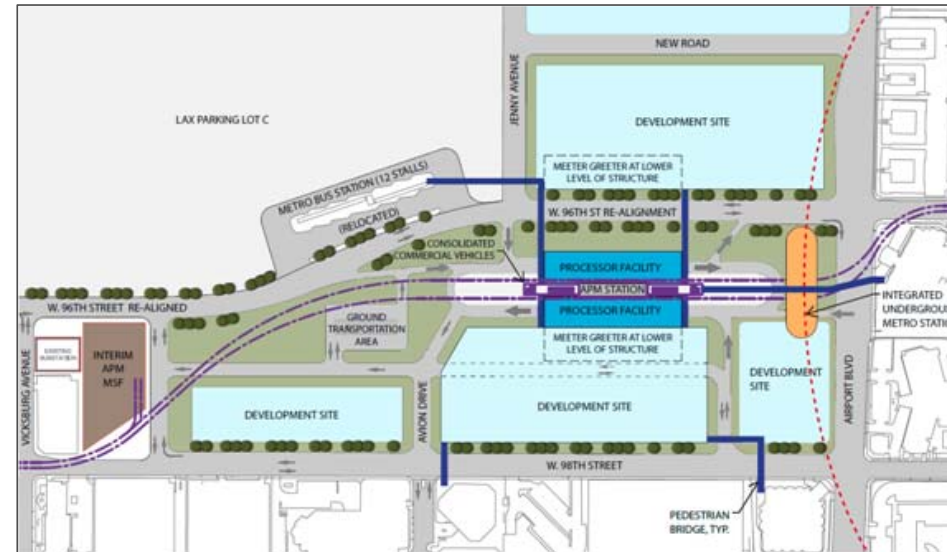 NEW ROAD
JENNY AVENUE
LAX PARKING LOT C
DEVELOPMENT SITE
METRO BUS STATION (12 STALLS)
(RELOCATED)
MEETER GREETER AT LOWER
LEVEL OF STRUCTURE
W. 96TH ST RE-ALIGNMENT
CONSOLIDATED
COMMERCIAL VEHICLES
PROCESSOR FACILITY
APM STATION
PROCESSOR FACILITY
INTEGRATED
UNDERGROU
METRO STATI
W. 96TH STREET RE-ALIGNED
GROUND
TRANSPORTATION
AREA
MEETER GREETER AT LOWER
LEVEL OF STRUCTURE
VICKSBURG AVENUE
EXISTING
INTERIM
APM
MSF
DEVELOPMENT SITE
AVION DRIVE
DEVELOPMENT SITE
DEVELOPMENT
SITE
AIRPORT BLVD
W. 98TH STREET
PEDESTRIAN
BRIDGE, TYP.